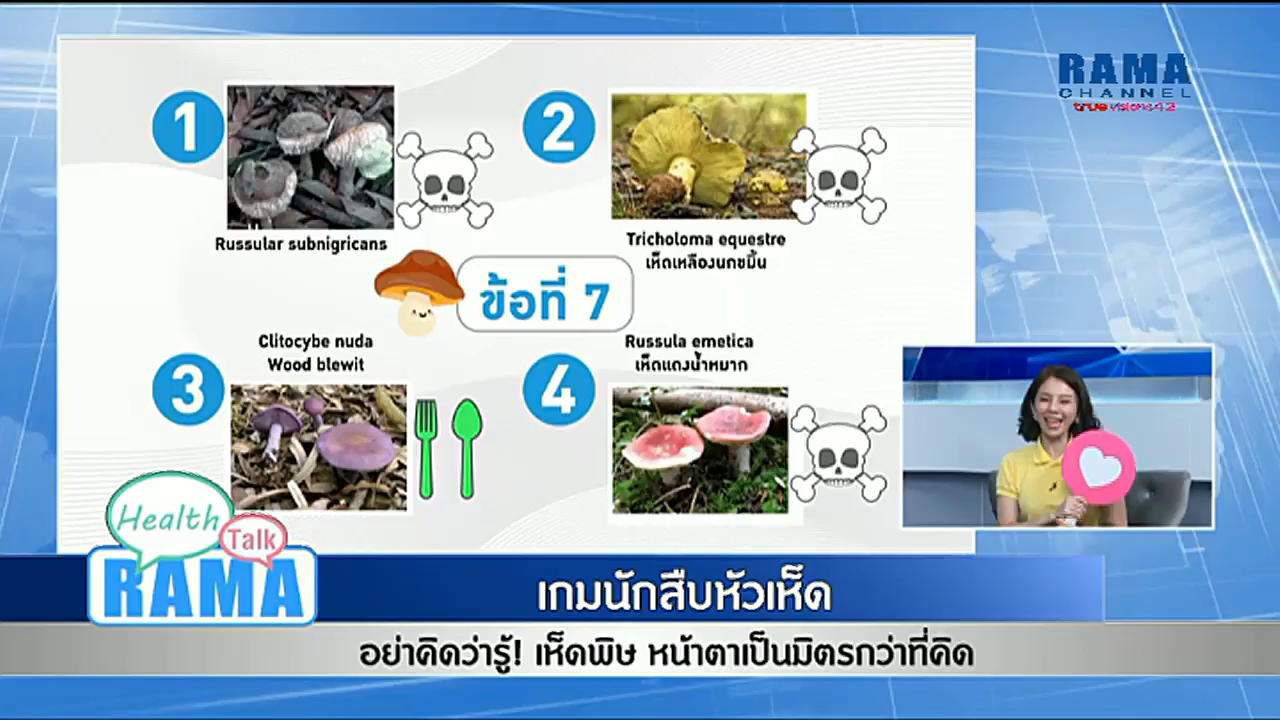 RAMA
CHANNEL
true visions 42
1
2
Russular subnigricans
Tricholoma equestre
เห็ดเหลืองนกขมิ้น
ข้อที่ 7
Clitocybe nuda
Wood blewit
Russula emetica
เห็ดแดงน้ำหมาก
3
4
Health
Talk
RAMA
เกมนักสืบหัวเห็ด
อย่าคิดว่ารู้! เห็ดพิษ หน้าตาเป็นมิตรกว่าที่คิด